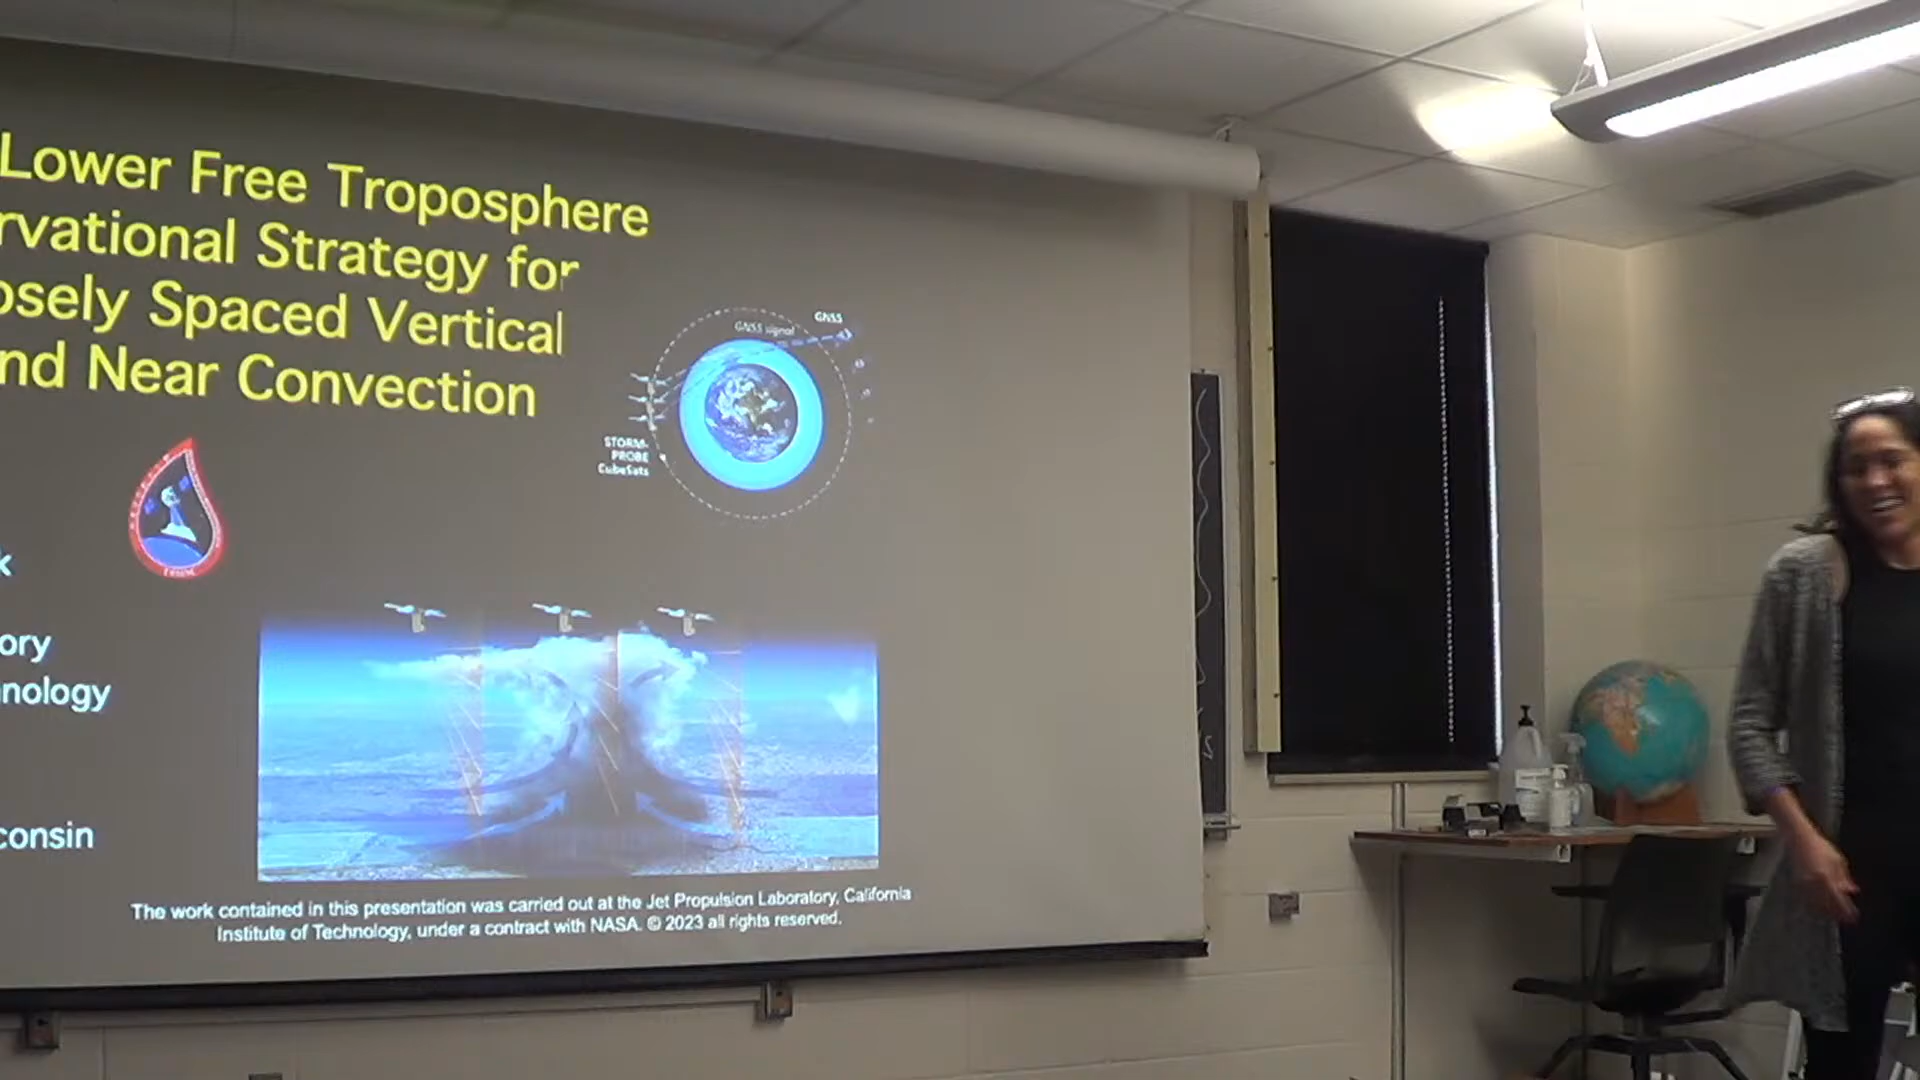 Lower Free Troposphere
rvational Strategy for
osely Spaced Vertical
nd Near Convection
GNSS
GNSS signal
STORM-
PROBE
CubeSats
k
ory
nology
consin
The work contained in this presentation was carried out at the Jet Propulsion Laboratory, California
Institute of Technology, under a contract with NASA. © 2023 all rights reserved.